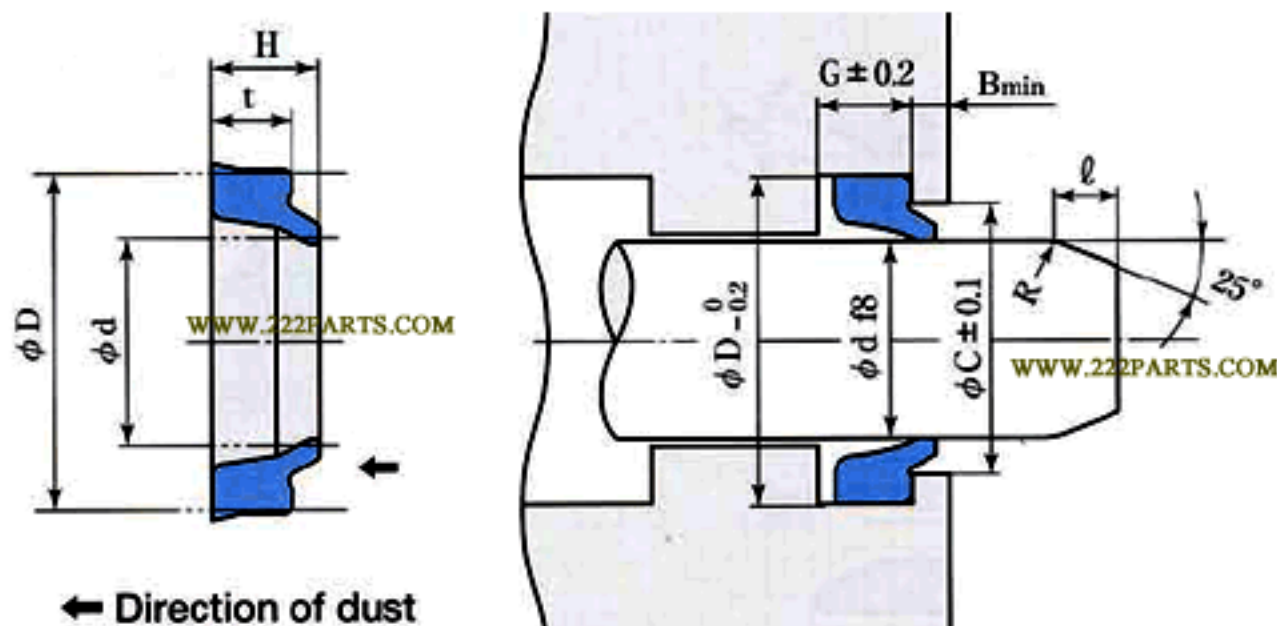 H
t
φD
φd
WWW.222PARTS.COM
← Direction of dust
G±0.2
Bmin
ℓ
R
25°
φD 0 -0.2
φd f8
φC±0.1
WWW.222PARTS.COM